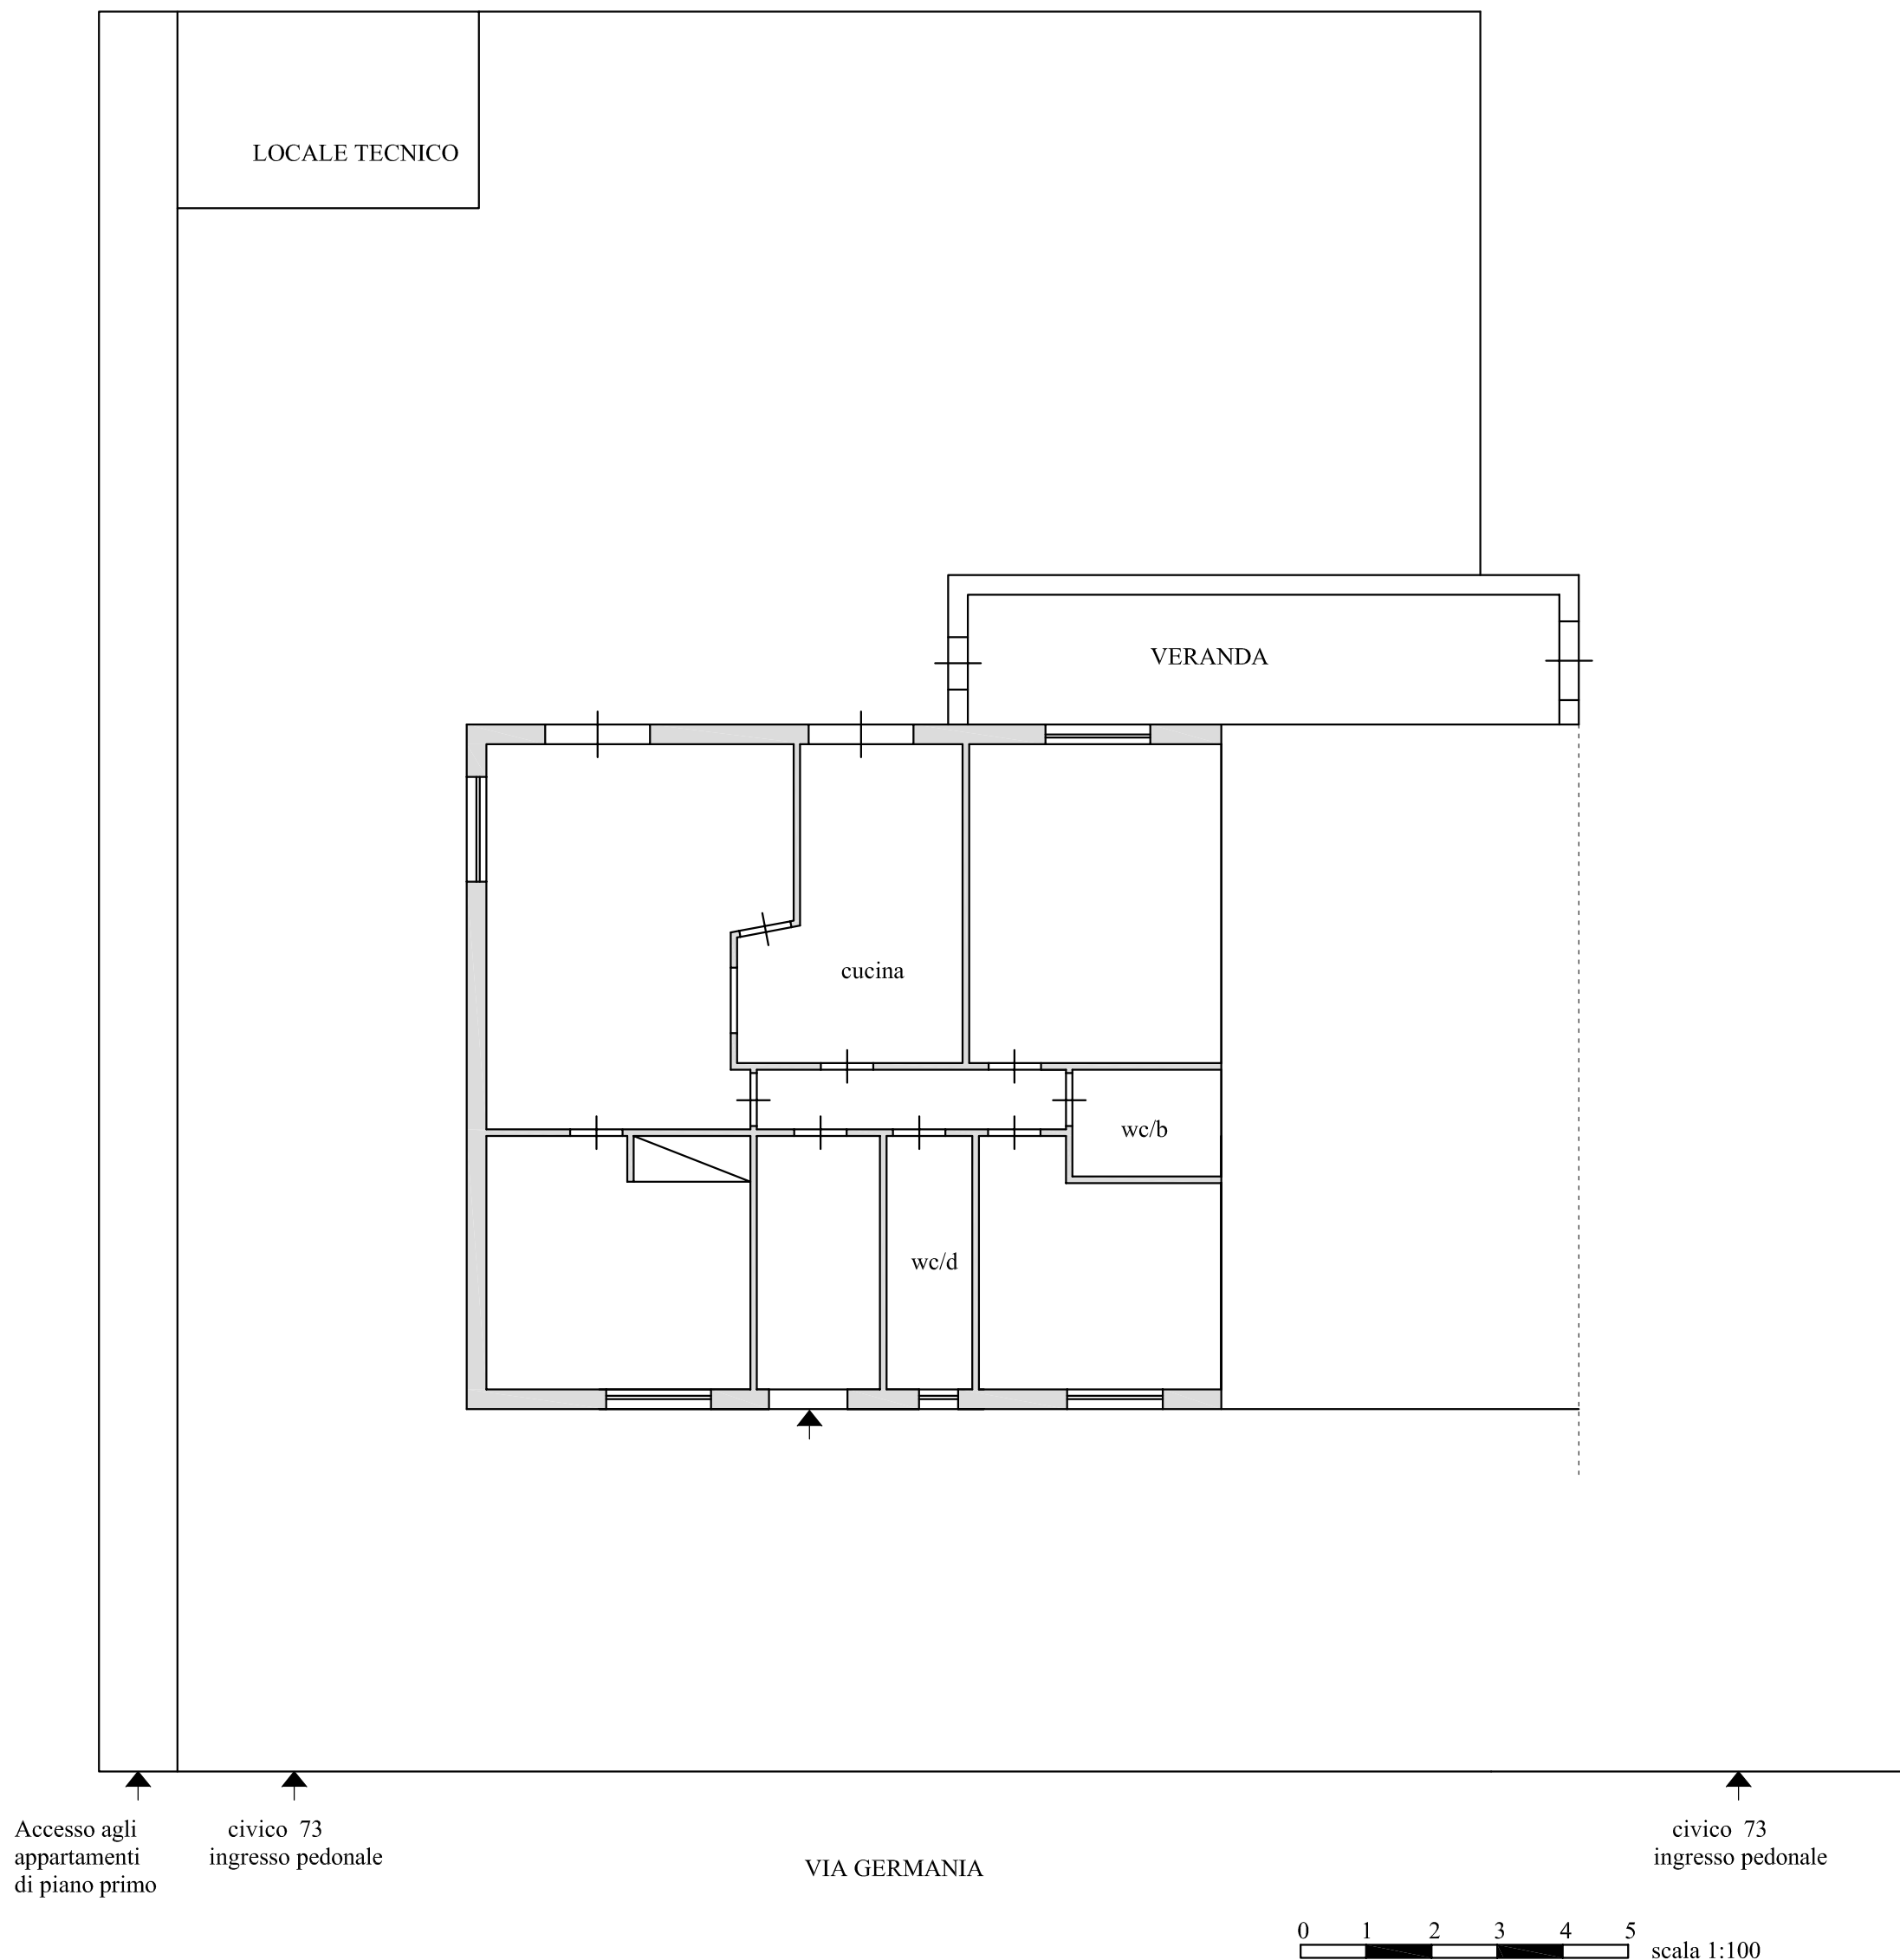 LOCALE TECNICO
VERANDA
cucina
wc/b
wc/d
Accesso agli
appartamenti
di piano primo
civico 73
ingresso pedonale
VIA GERMANIA
civico 73
ingresso pedonale
0 1 2 3 4 5
scala 1:100